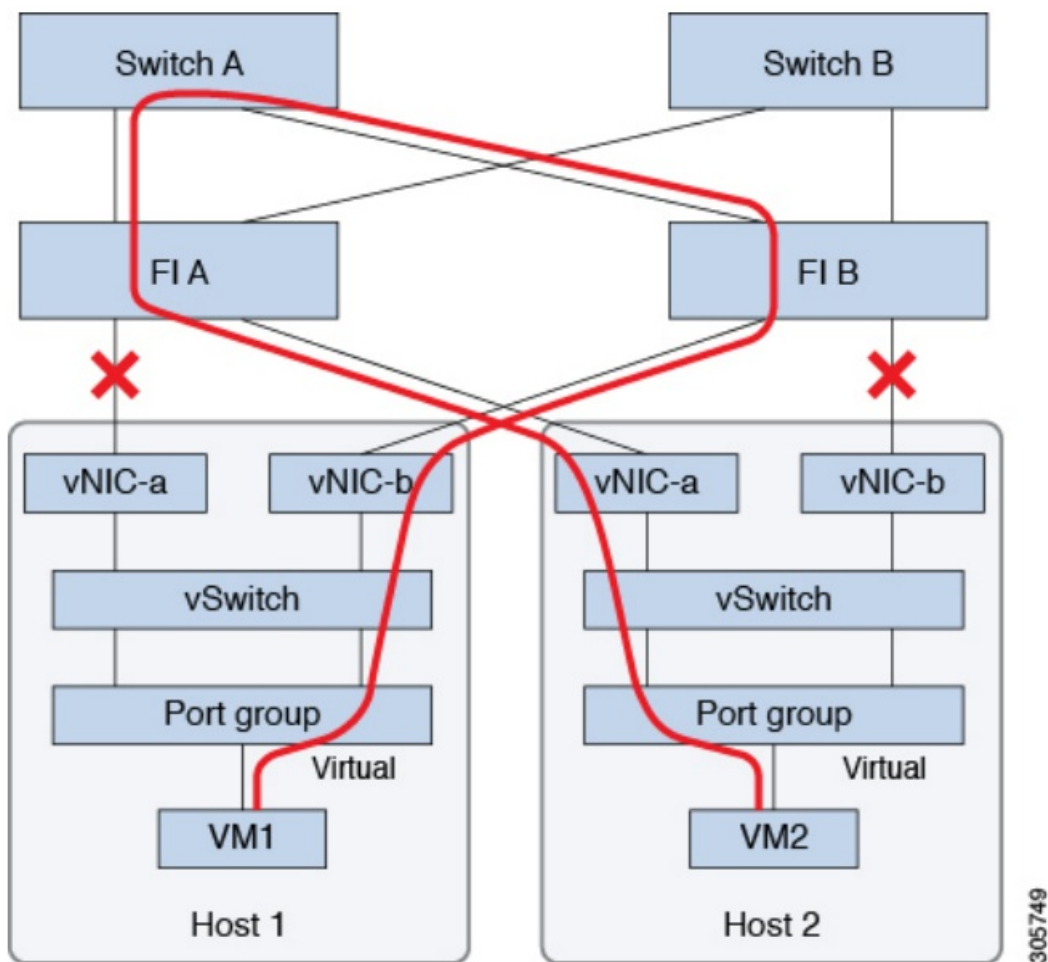 Switch A
Switch B
FI A
FI B
vNIC-a
vNIC-b
vNIC-a
vNIC-b
vSwitch
vSwitch
Port group
Port group
Virtual
Virtual
VM1
VM2
Host 1
Host 2
305749